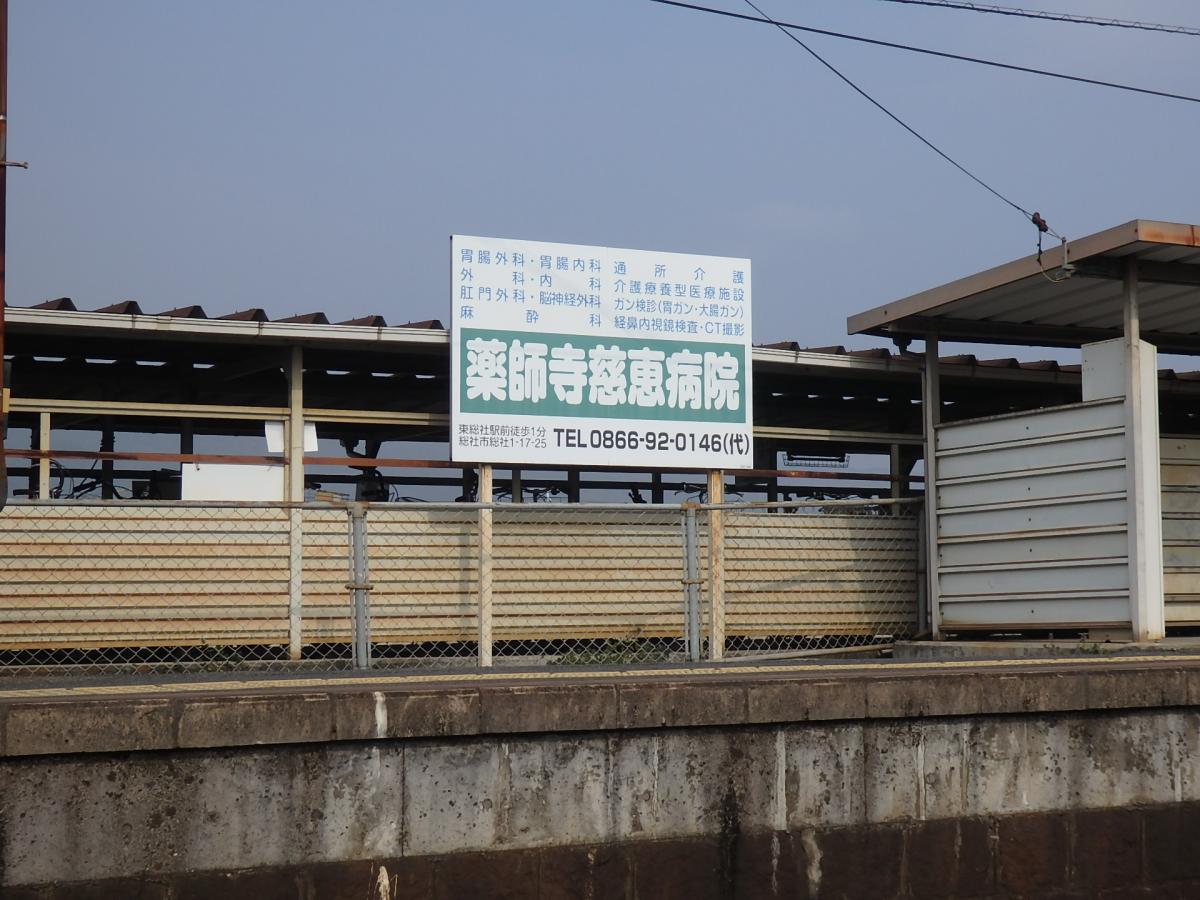 胃腸外科・胃腸内科 通所介護
外科・内科 介護療養型医療施設
肛門外科・脳神経外科 ガン検診(胃ガン・大腸ガン)
麻酔科 経鼻内視鏡検査・CT撮影
薬師寺慈恵病院
東総社駅前徒歩1分
総社市総社1-17-25
TEL0866-92-0146(代)